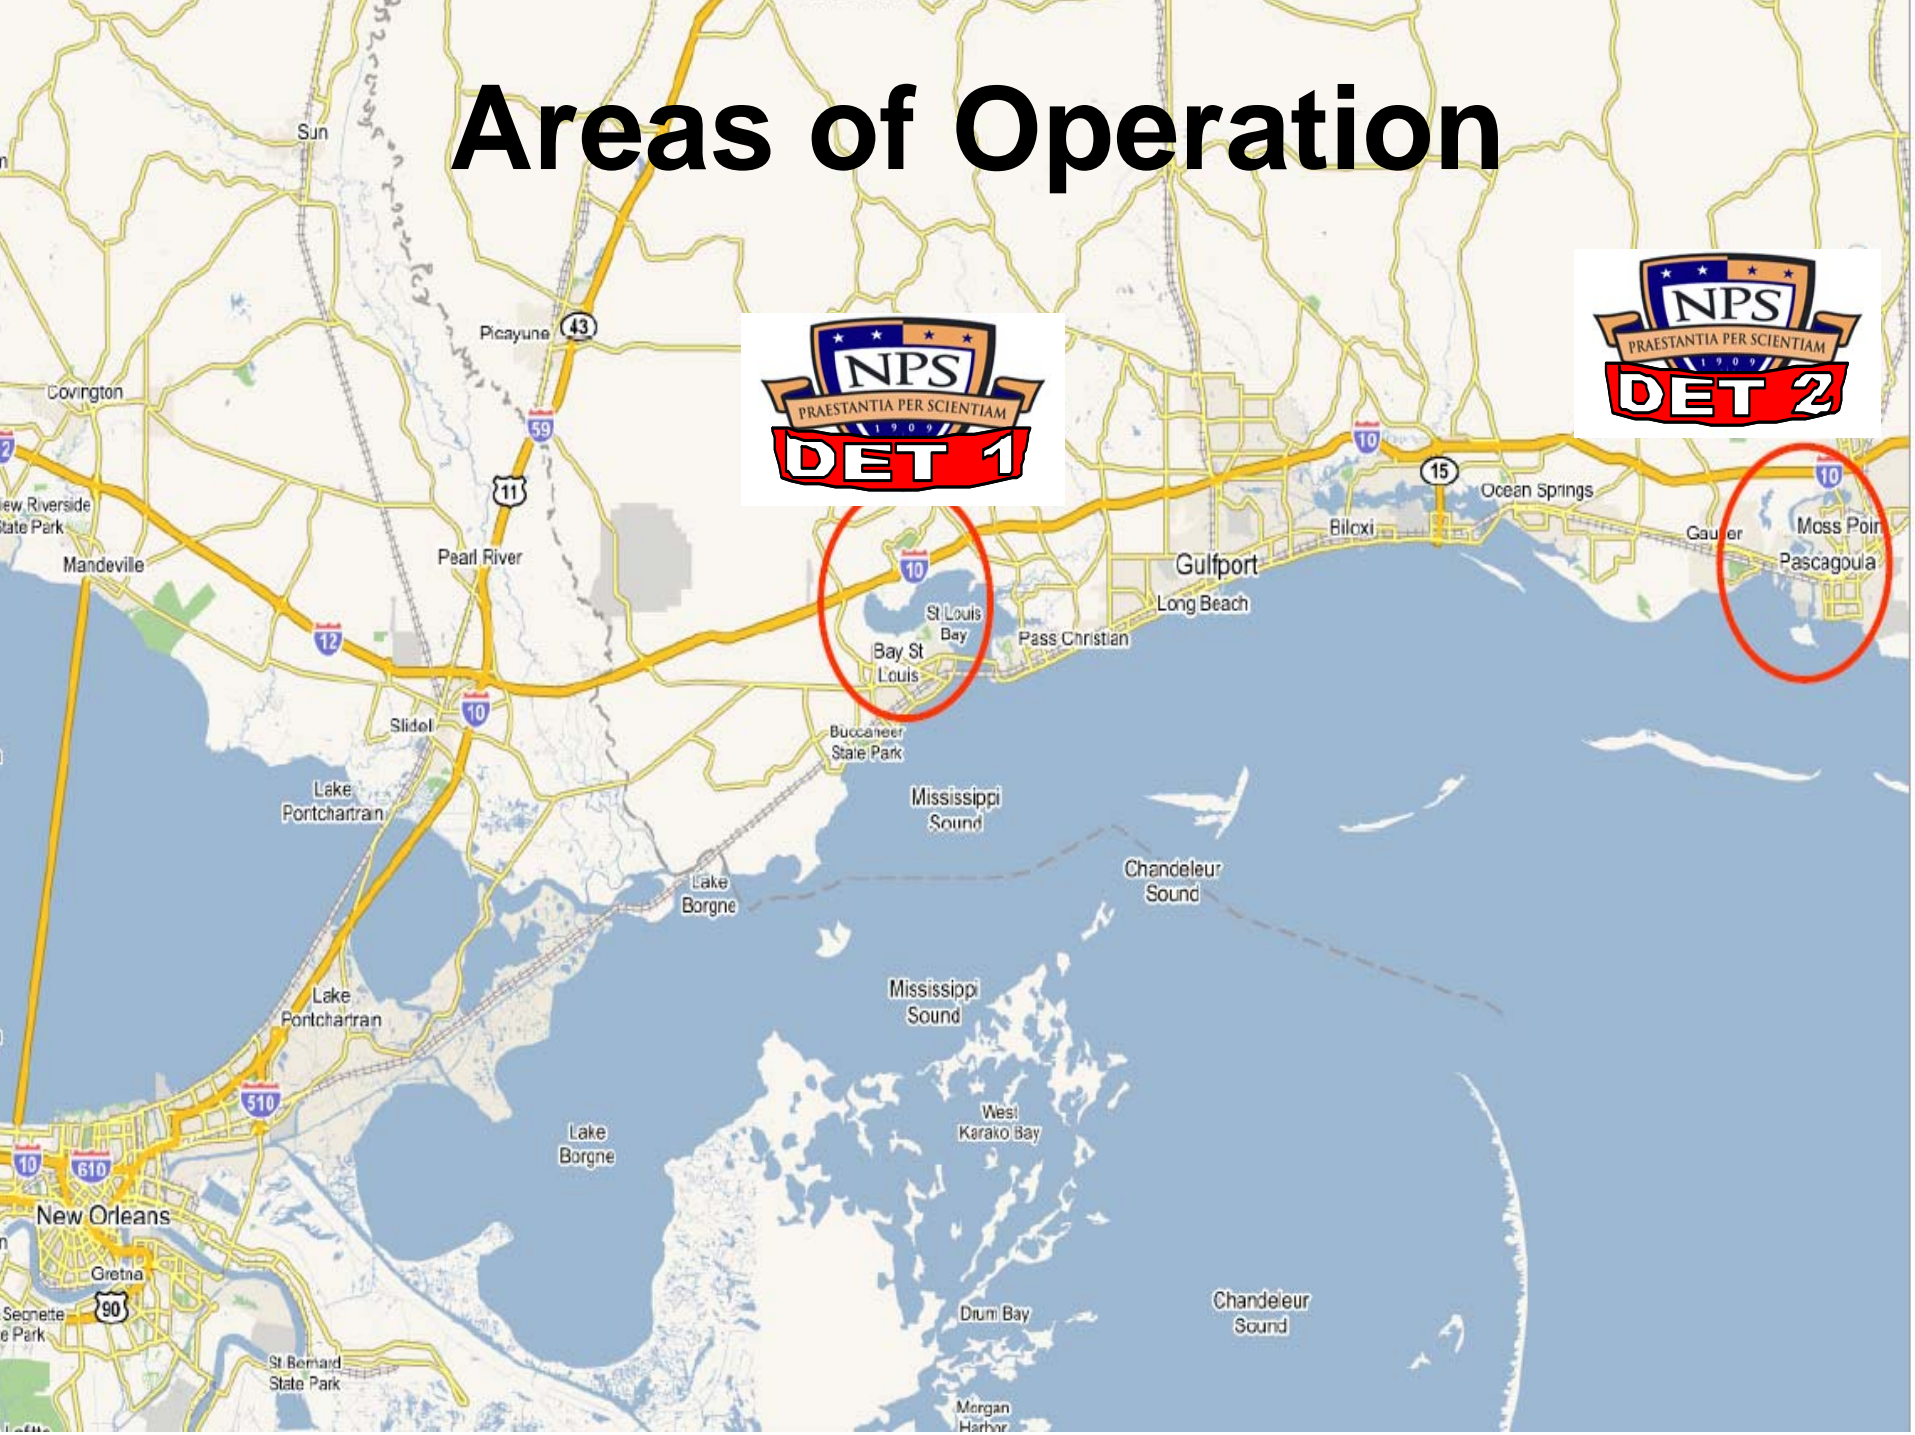 Areas of Operation
Sun
Picayune
43
NPS
PRAESTANTIA PER SCIENTIAM
1909
DET 1
NPS
PRAESTANTIA PER SCIENTIAM
1909
DET 2
Covington
59
10
10
15
11
Ocean Springs
Biloxi
Moss Poin
Pascagoula
Riverside
Park
Mandeville
Pearl River
10
Gulfport
Long Beach
St Louis
Bay
Pass Christian
Bay St
Louis
12
10
Buccaneer
State Park
Lake
Pontchartrain
Mississippi
Sound
Chandeleur
Sound
Lake
Borgne
Mississippi
Sound
Lake
Pontchartrain
510
West
Karako Bay
Lake
Borgne
10
610
New Orleans
Gretna
90
Segnette
e Park
Drum Bay
Chandeleur
Sound
St Bernard
State Park
Morgan
Harbor